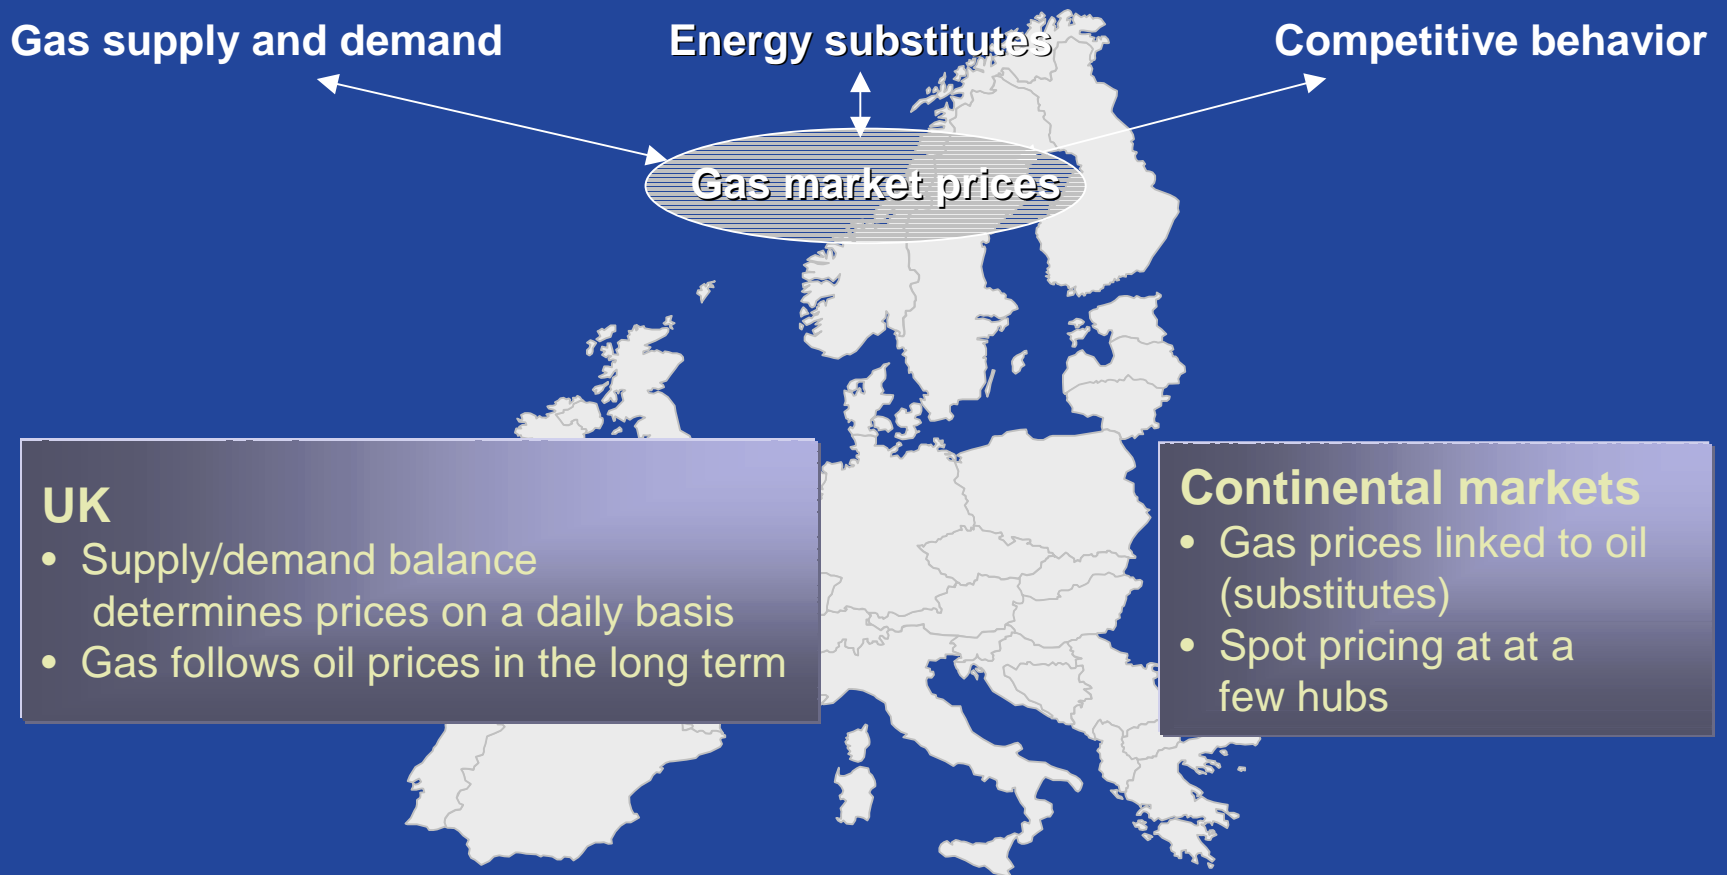 Gas supply and demand
Energy substitutes
Competitive behavior
Gas market prices
UK
• Supply/demand balance
determines prices on a daily basis
• Gas follows oil prices in the long term
Continental markets
• Gas prices linked to oil
(substitutes)
• Spot pricing at at a
few hubs